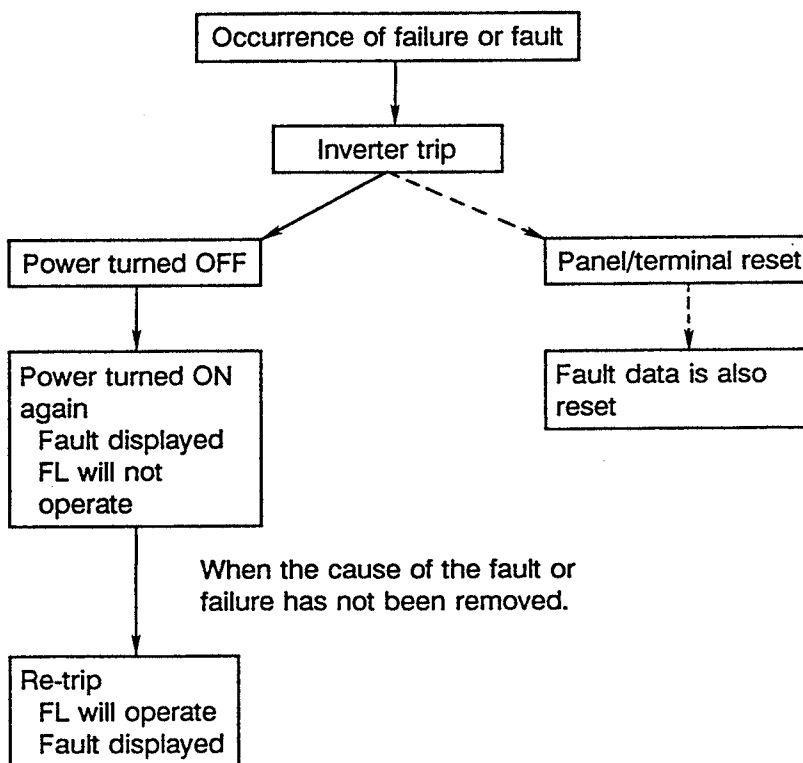 Occurrence of failure or fault
Inverter trip
Power turned OFF
Panel/terminal reset
Power turned ON
again
Fault displayed
FL will not
operate
Fault data is also
reset
When the cause of the fault or
failure has not been removed.
Re-trip
FL will operate
Fault displayed